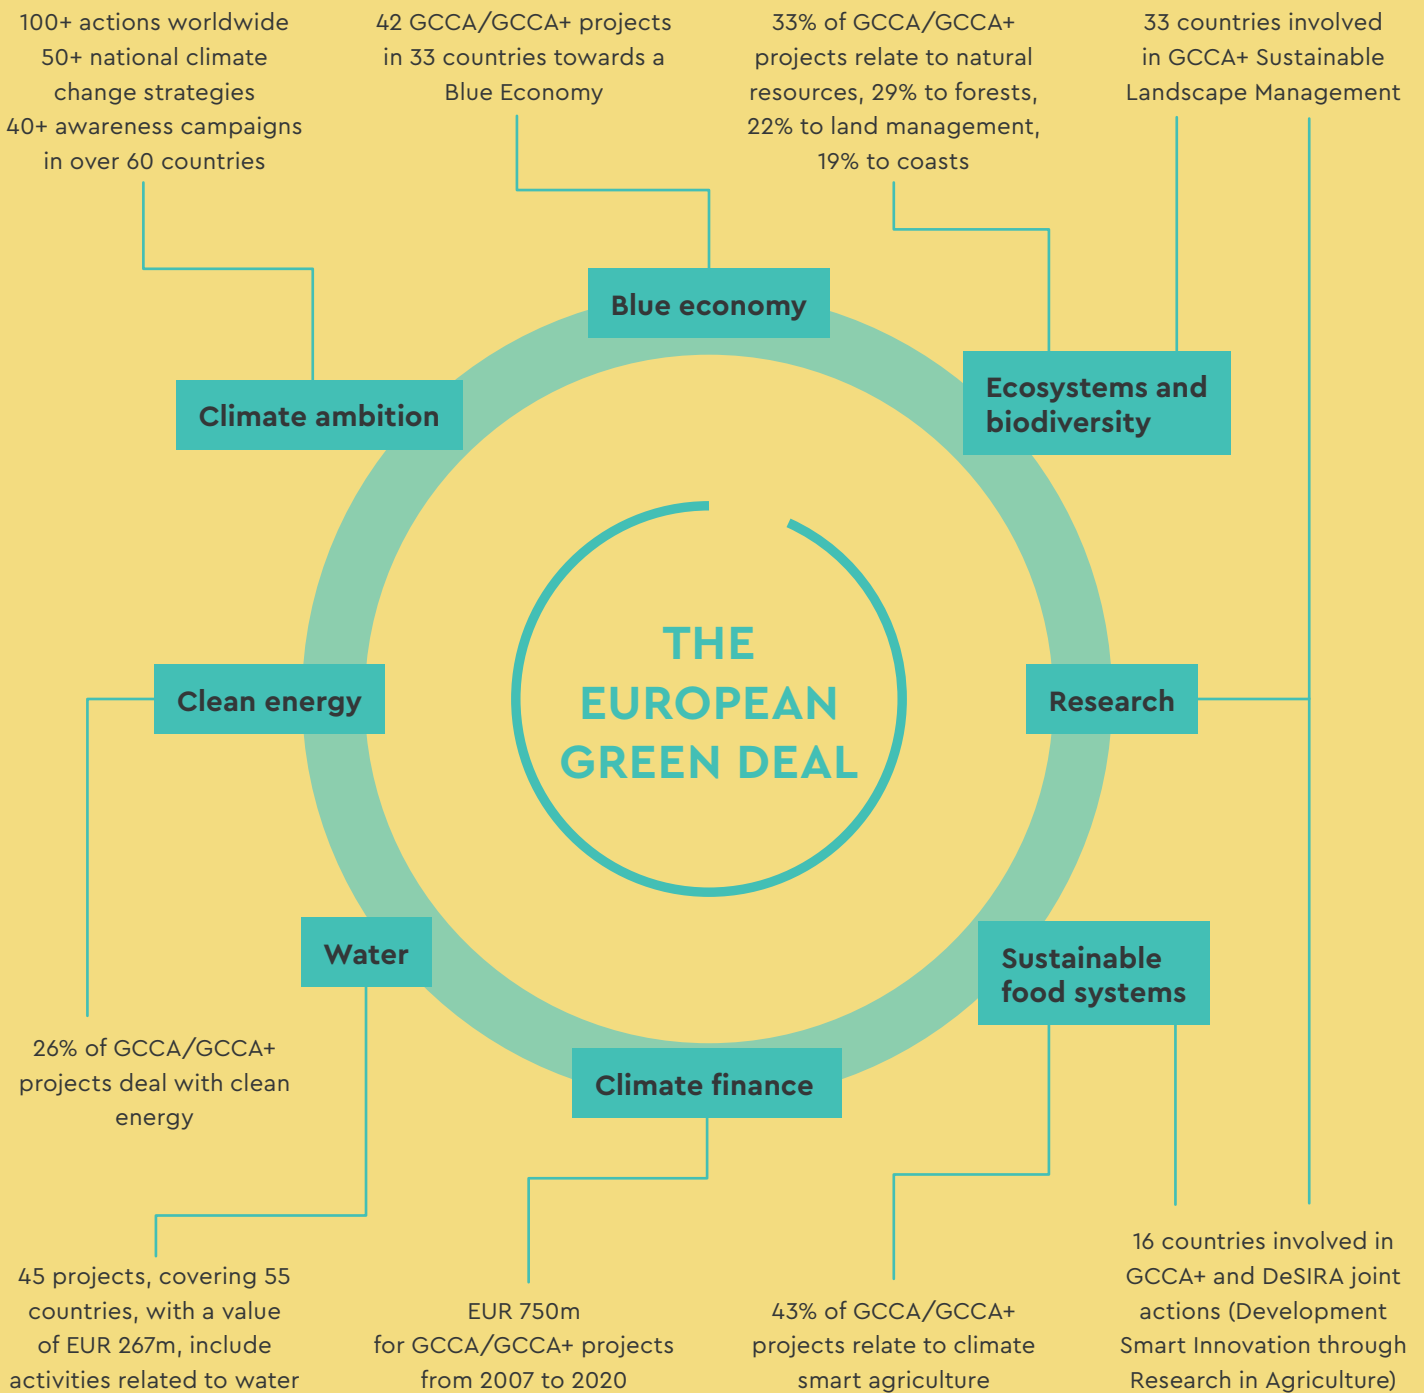 100+ actions worldwide
50+ national climate
change strategies
40+ awareness campaigns
in over 60 countries
42 GCCA/GCCA+ projects
in 33 countries towards a
Blue Economy
33% of GCCA/GCCA+
projects relate to natural
resources, 29% to forests,
22% to land management,
19% to coasts
33 countries involved
in GCCA+ Sustainable
Landscape Management
Blue economy
Climate ambition
Ecosystems and
biodiversity
THE
EUROPEAN
GREEN DEAL
Clean energy
Research
Water
Sustainable
food systems
Climate finance
26% of GCCA/GCCA+
projects deal with clean
energy
45 projects, covering 55
countries, with a value
of EUR 267m, include
activities related to water
EUR 750m
for GCCA/GCCA+ projects
from 2007 to 2020
43% of GCCA/GCCA+
projects relate to climate
smart agriculture
16 countries involved in
GCCA+ and DeSIRA joint
actions (Development
Smart Innovation through
Research in Agriculture)